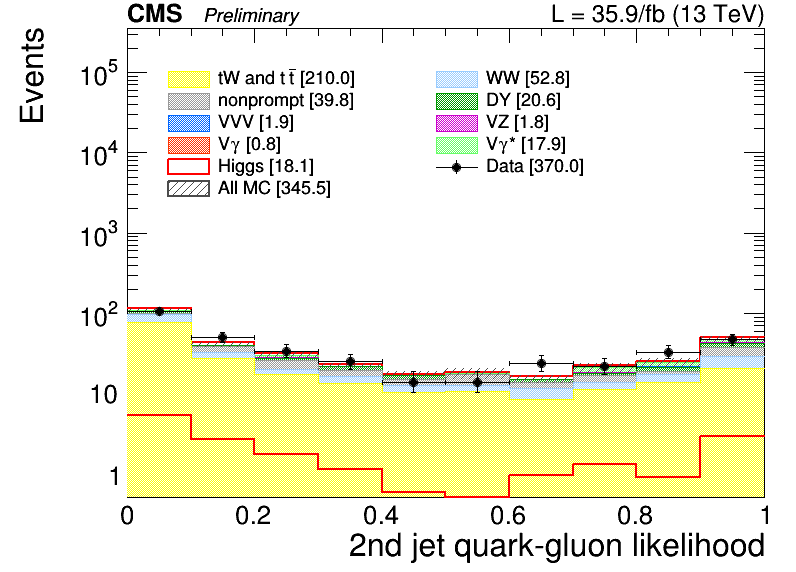 CMS Preliminary L = 35.9/fb (13 TeV)
Events
10⁵
10⁴
10³
10²
10
1
tW and tt̄ [210.0] WW [52.8]
nonprompt [39.8] DY [20.6]
VVV [1.9] VZ [1.8]
Vγ [0.8] Vγ* [17.9]
Higgs [18.1] Data [370.0]
All MC [345.5]
0 0.2 0.4 0.6 0.8 1
2nd jet quark-gluon likelihood